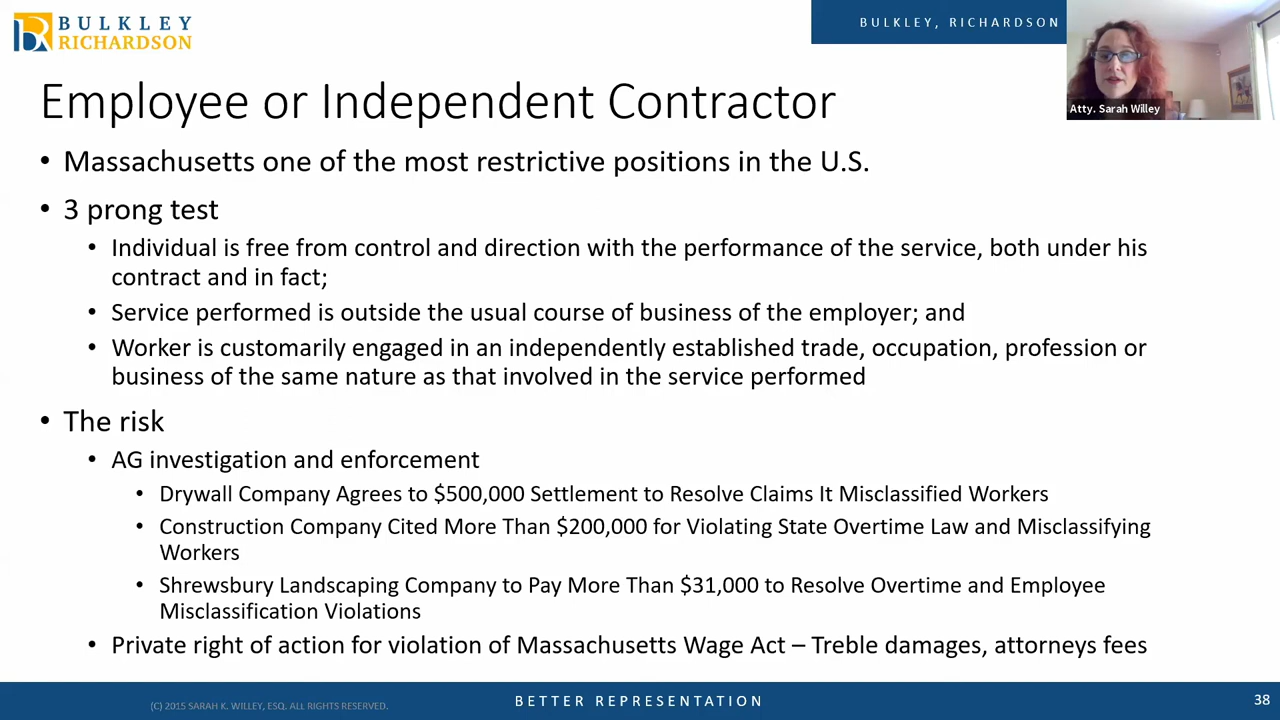 BULKLEY
RICHARDSON
BULKLEY, RICHARDSON
Atty. Sarah Willey
Employee or Independent Contractor
• Massachusetts one of the most restrictive positions in the U.S.
• 3 prong test
• Individual is free from control and direction with the performance of the service, both under his
contract and in fact;
• Service performed is outside the usual course of business of the employer; and
• Worker is customarily engaged in an independently established trade, occupation, profession or
business of the same nature as that involved in the service performed
• The risk
• AG investigation and enforcement
• Drywall Company Agrees to $500,000 Settlement to Resolve Claims It Misclassified Workers
• Construction Company Cited More Than $200,000 for Violating State Overtime Law and Misclassifying
Workers
• Shrewsbury Landscaping Company to Pay More Than $31,000 to Resolve Overtime and Employee
Misclassification Violations
• Private right of action for violation of Massachusetts Wage Act – Treble damages, attorneys fees
(C) 2015 SARAH K. WILLEY, ESQ. ALL RIGHTS RESERVED.
BETTER REPRESENTATION
38